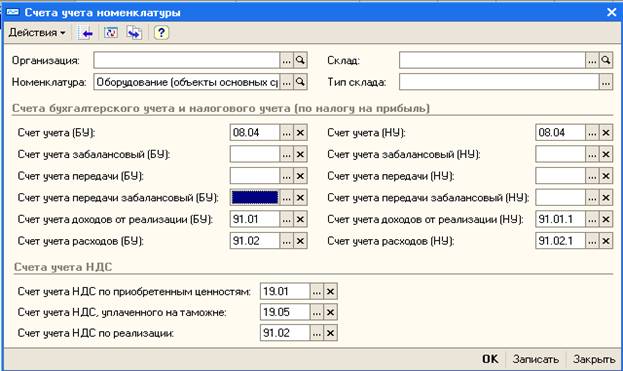 Счета учета номенклатуры
Действия
Организация: ... Склад: ...
Номенклатура: Оборудование (объекты основных ср ... Тип склада: ...
Счета бухгалтерского учета и налогового учета (по налогу на прибыль)
Счет учета (БУ): 08.04 ... × Счет учета (НУ): 08.04 ... ×
Счет учета забалансовый (БУ): ... × Счет учета забалансовый (НУ): ... ×
Счет учета передачи (БУ): ... × Счет учета передачи (НУ): ... ×
Счет учета передачи забалансовый (БУ): ... × Счет учета передачи забалансовый (НУ): ... ×
Счет учета доходов от реализации (БУ): 91.01 ... × Счет учета доходов от реализации (НУ): 91.01.1 ... ×
Счет учета расходов (БУ): 91.02 ... × Счет учета расходов (НУ): 91.02.1 ... ×
Счета учета НДС
Счет учета НДС по приобретенным ценностям: 19.01 ... ×
Счет учета НДС, уплаченного на таможне: 19.05 ... ×
Счет учета НДС по реализации: 91.02 ... ×
OK Записать Закрыть